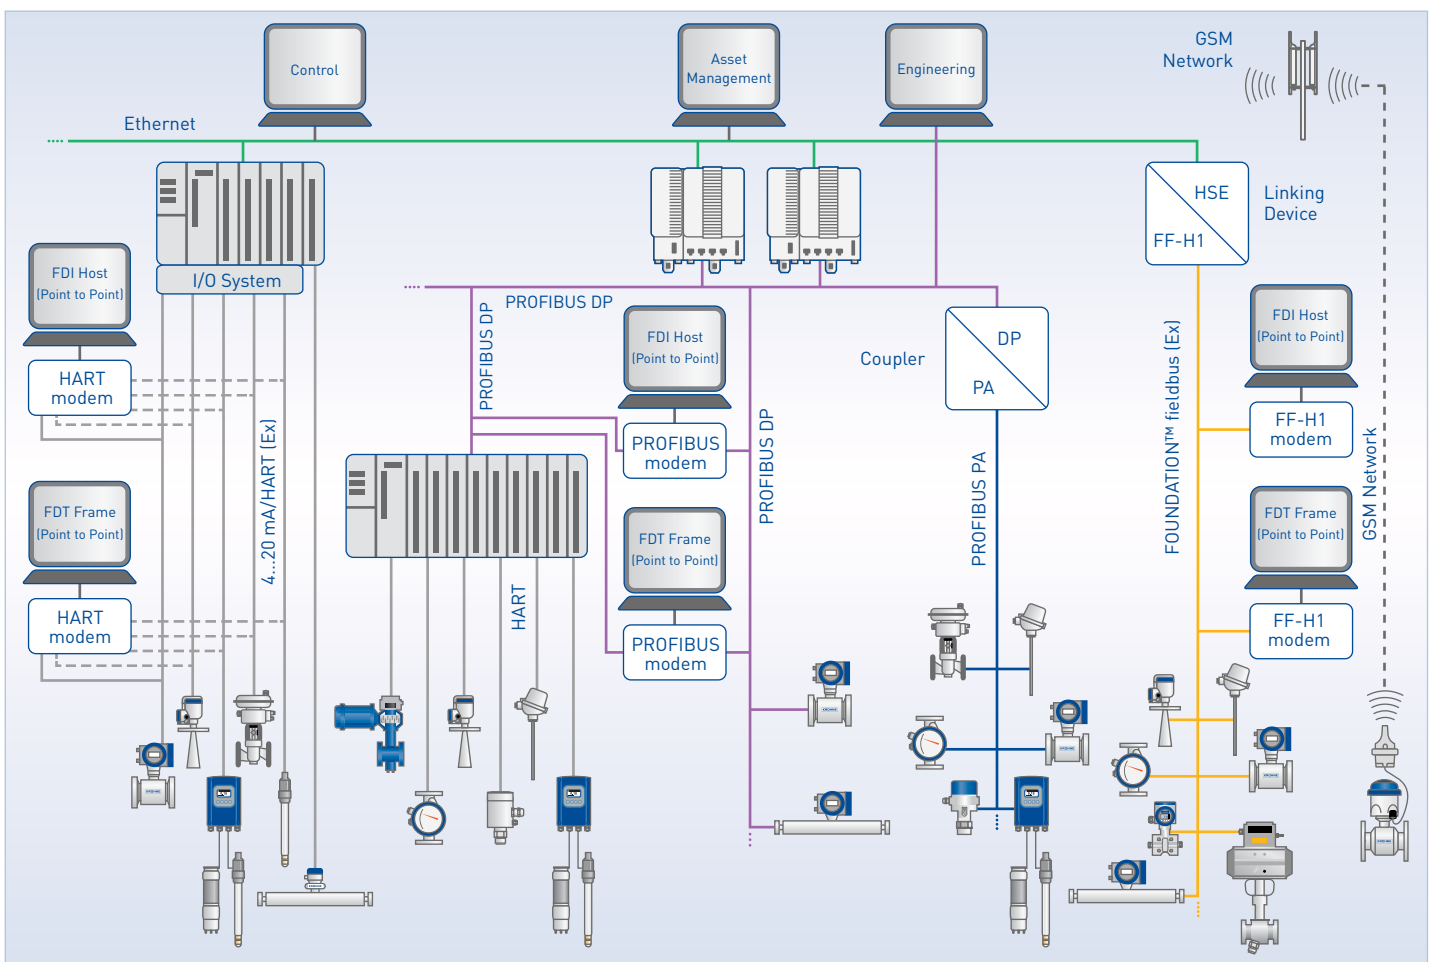 Control
Asset
Management
Engineering
GSM
Network
Ethernet
HSE
FF-H1
Linking
Device
I/O System
FDI Host
(Point to Point)
HART
modem
FDT Frame
(Point to Point)
HART
modem
4...20 mA/HART (Ex)
PROFIBUS DP
PROFIBUS DP
HART
FDI Host
(Point to Point)
PROFIBUS
modem
FDT Frame
(Point to Point)
PROFIBUS
modem
PROFIBUS DP
Coupler
DP
PA
PROFIBUS PA
FOUNDATION™ fieldbus (Ex)
FDI Host
(Point to Point)
FF-H1
modem
FDT Frame
(Point to Point)
FF-H1
modem
GSM Network